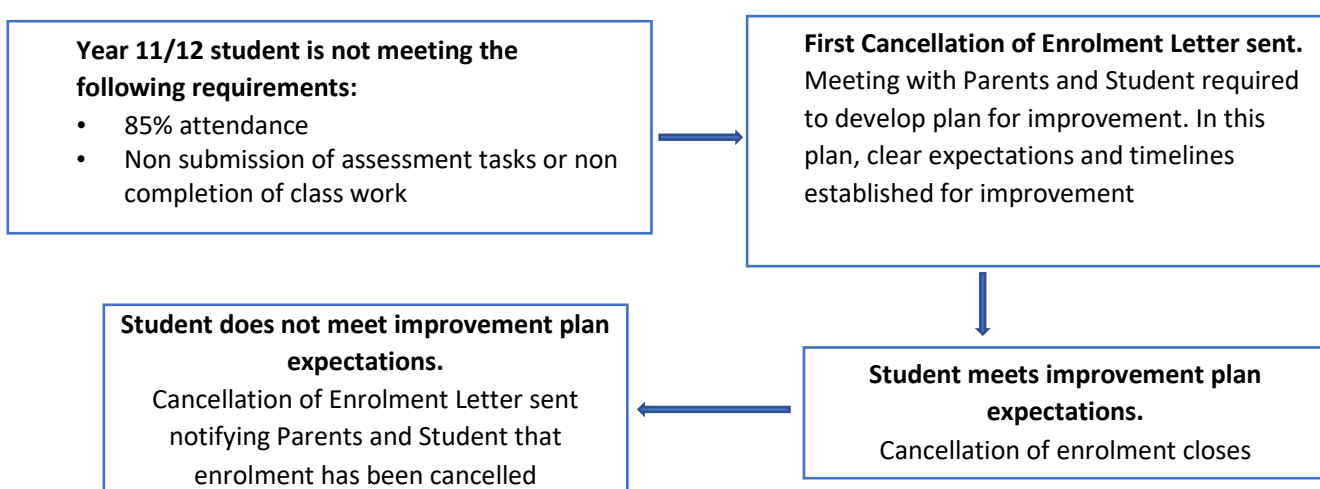 Year 11/12 student is not meeting the
following requirements:
• 85% attendance
• Non submission of assessment tasks or non
completion of class work
First Cancellation of Enrolment Letter sent.
Meeting with Parents and Student required
to develop plan for improvement. In this
plan, clear expectations and timelines
established for improvement
Student meets improvement plan
expectations.
Cancellation of enrolment closes
Student does not meet improvement plan
expectations.
Cancellation of Enrolment Letter sent
notifying Parents and Student that
enrolment has been cancelled